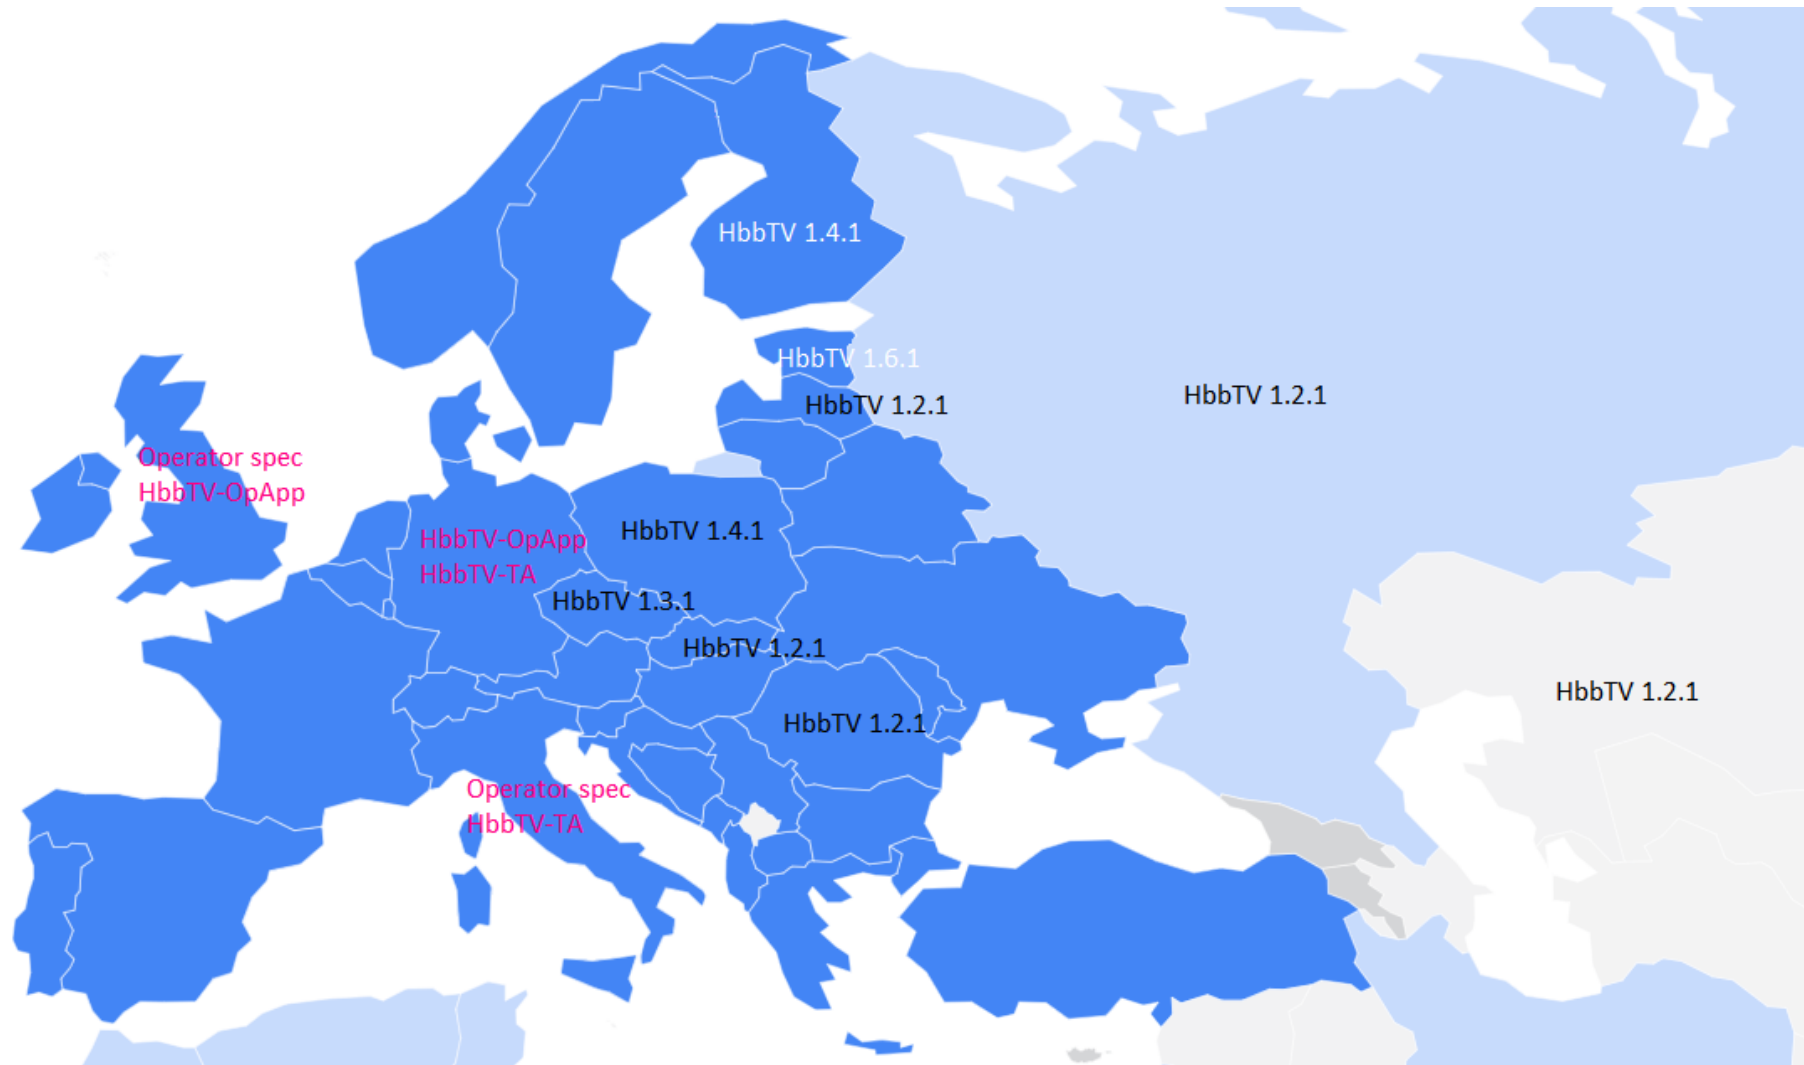 HbbTV 1.4.1
HbbTV 1.6.1
HbbTV 1.2.1
HbbTV 1.2.1
Operator spec
HbbTV-OpApp
HbbTV-OpApp
HbbTV-TA
HbbTV 1.4.1
HbbTV 1.3.1
HbbTV 1.2.1
HbbTV 1.2.1
HbbTV 1.2.1
Operator spec
HbbTV-TA